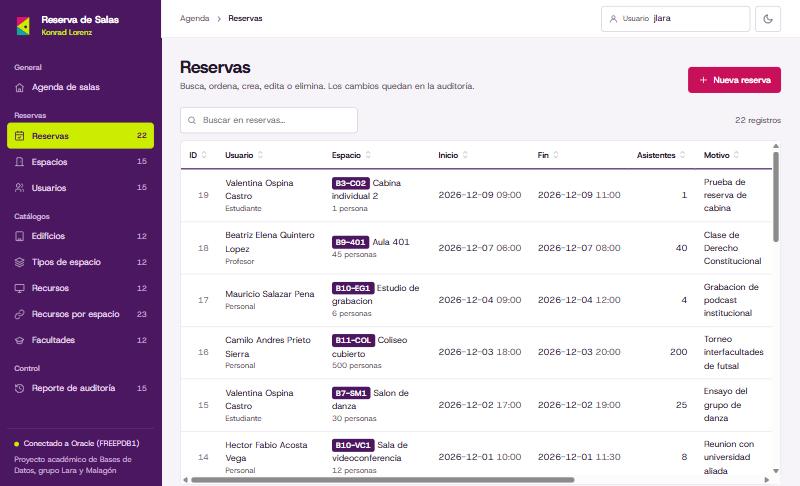 Reserva de Salas
Konrad Lorenz
General
Agenda de salas
Reservas
Reservas 22
Espacios 15
Usuarios 15
Catálogos
Edificios 12
Tipos de espacio 12
Recursos 12
Recursos por espacio 23
Facultades 12
Control
Reporte de auditoría 15
Conectado a Oracle (FREEPDB1)
Proyecto académico de Bases de
Datos, grupo Lara y Malagón
Agenda > Reservas
Usuario jlara
Reservas
Busca, ordena, crea, edita o elimina. Los cambios quedan en la auditoría.
+ Nueva reserva
Buscar en reservas...
22 registros
ID Usuario Espacio Inicio Fin Asistentes Motivo
19
Valentina Ospina
Castro
Estudiante
B3-C02 Cabina
individual 2
1 persona
2026-12-09 09:00
2026-12-09 11:00
1
Prueba de
reserva de
cabina
18
Beatriz Elena Quintero
Lopez
Profesor
B9-401 Aula 401
45 personas
2026-12-07 06:00
2026-12-07 08:00
40
Clase de
Derecho
Constitucional
17
Mauricio Salazar Pena
Personal
B10-EG1 Estudio de
grabacion
6 personas
2026-12-04 09:00
2026-12-04 12:00
4
Grabacion de
podcast
institucional
16
Camilo Andres Prieto
Sierra
Personal
B11-COL Coliseo
cubierto
500 personas
2026-12-03 18:00
2026-12-03 20:00
200
Torneo
interfacultades
de futsal
15
Valentina Ospina
Castro
Estudiante
B7-SM1 Salon de
danza
30 personas
2026-12-02 17:00
2026-12-02 19:00
25
Ensayo del
grupo de
danza
14
Hector Fabio Acosta
Vega
Personal
B10-VC1 Sala de
videoconferencia
12 personas
2026-12-01 10:00
2026-12-01 11:30
8
Reunion con
universidad
aliada